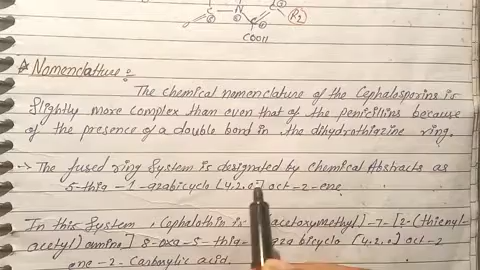 N
R2
COOH
Nomenclature :
The chemical nomenclature of the Cephalosporins is
slightly more complex than even that of the penicillins because
of the presence of a double bond in the dihydrothiazine ring.
→ The fused ring System is designated by Chemical Abstracts as
5-thia-1-azabicyclo [4.2.0] oct-2-ene
In this System, Cephalothin is (acetoxymethyl)-7-[2-(thienyl-
acetyl)amino] 8-oxa-5-thia- azabicyclo [4.2.0] oct-2
ene-2-Carboxylic acid.